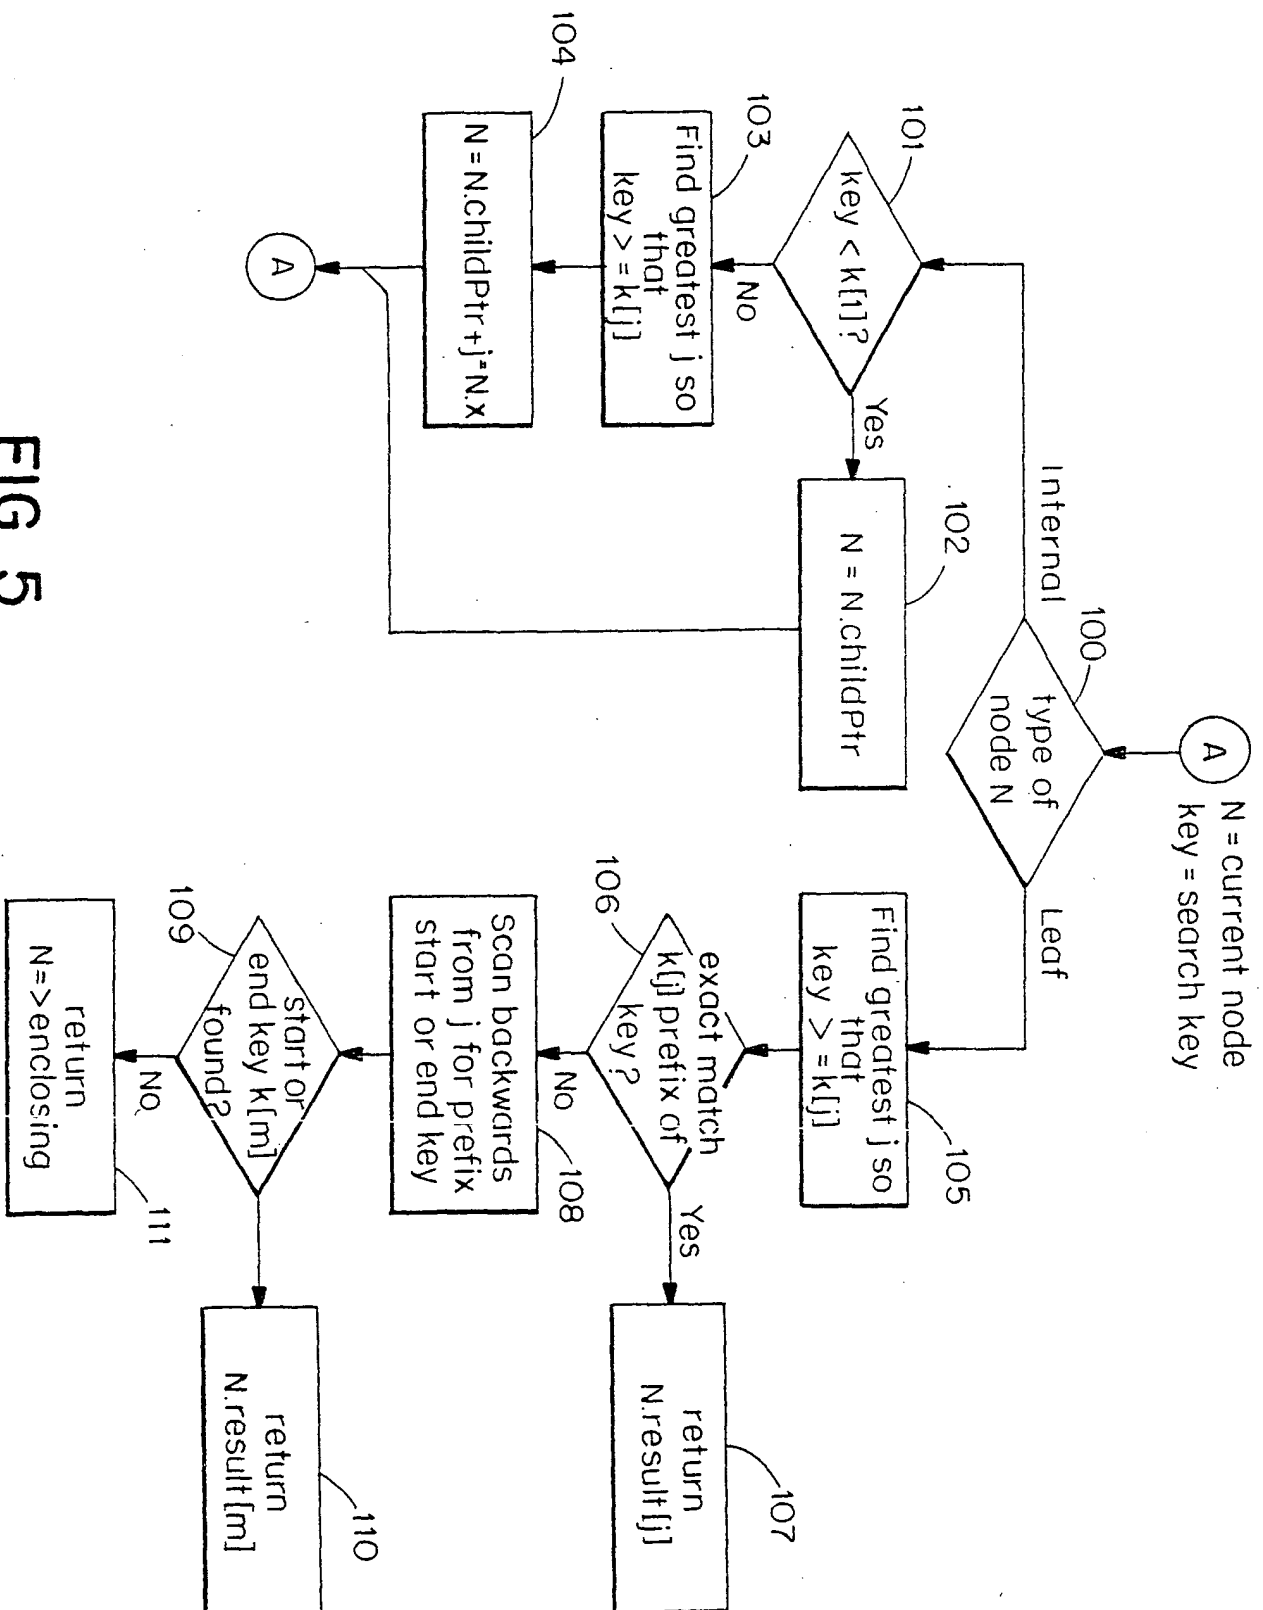 A
N = current node
key = search key
100
type of
node N
Internal
Leaf
101
key < k[1]?
Yes
No
102
N = N.childPtr
103
Find greatest j so
that
key > = k[j]
104
N = N.childPtr + j*N.x
A
105
Find greatest j so
that
key > = k[j]
106
exact match
k[j] prefix of
key?
Yes
No
107
return
N.result[j]
108
Scan backwards
from j for prefix
start or end key
109
start or
end key k[m]
found?
No
110
return
N.result[m]
111
return
N=>enclosing
FIG 5